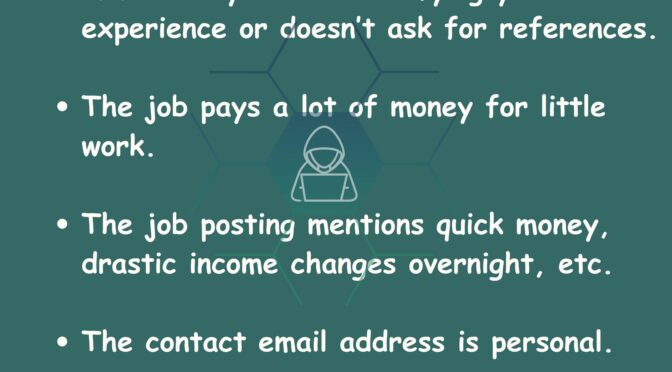 experience or doesn't ask for references.
• The job pays a lot of money for little
work.
• The job posting mentions quick money,
drastic income changes overnight, etc.
• The contact email address is personal.